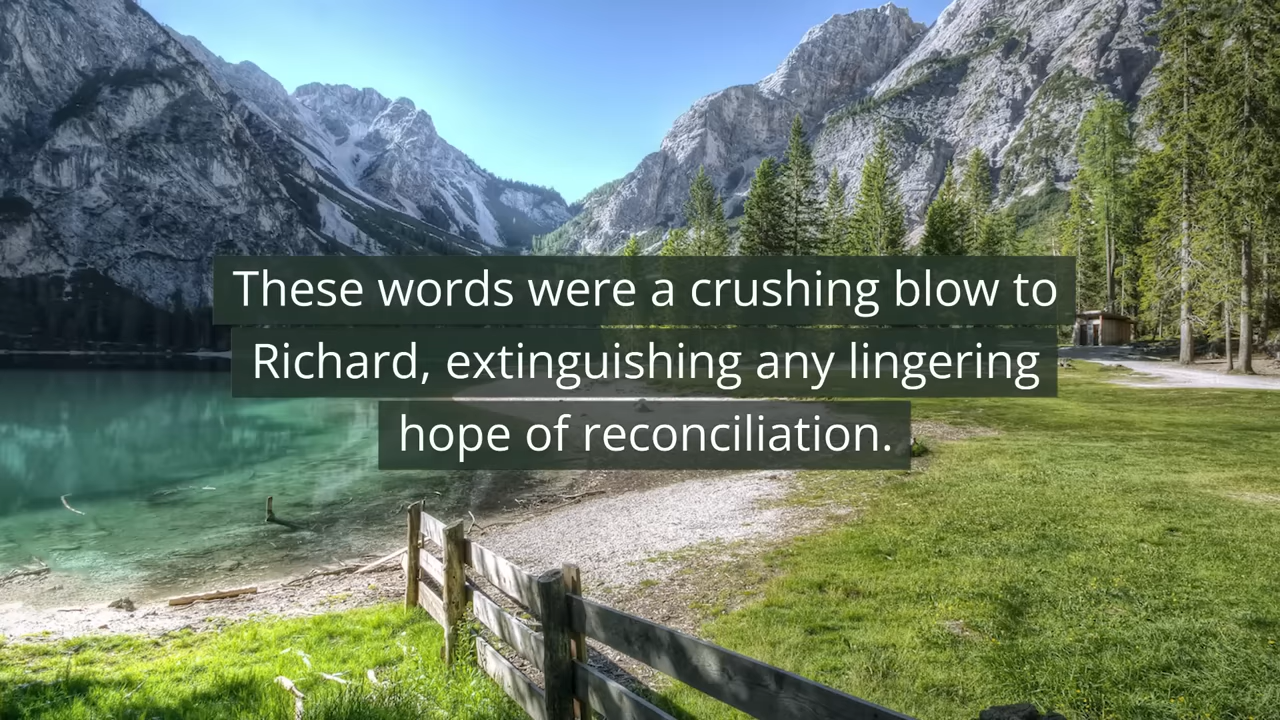 These words were a crushing blow to
Richard, extinguishing any lingering
hope of reconciliation.